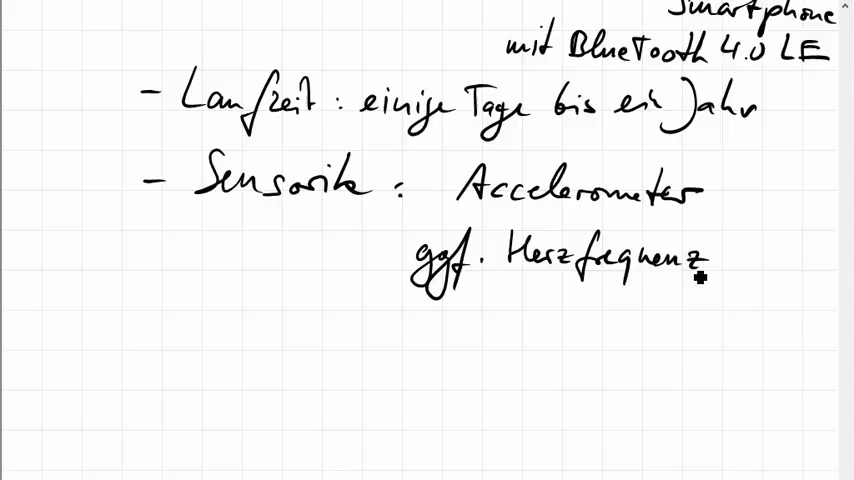 Smartphone
mit BlueTooth 4.0 LE
- Laufzeit : einige Tage bis ein Jahr
- Sensorik : Accelerometer
ggf. Herzfrequenz